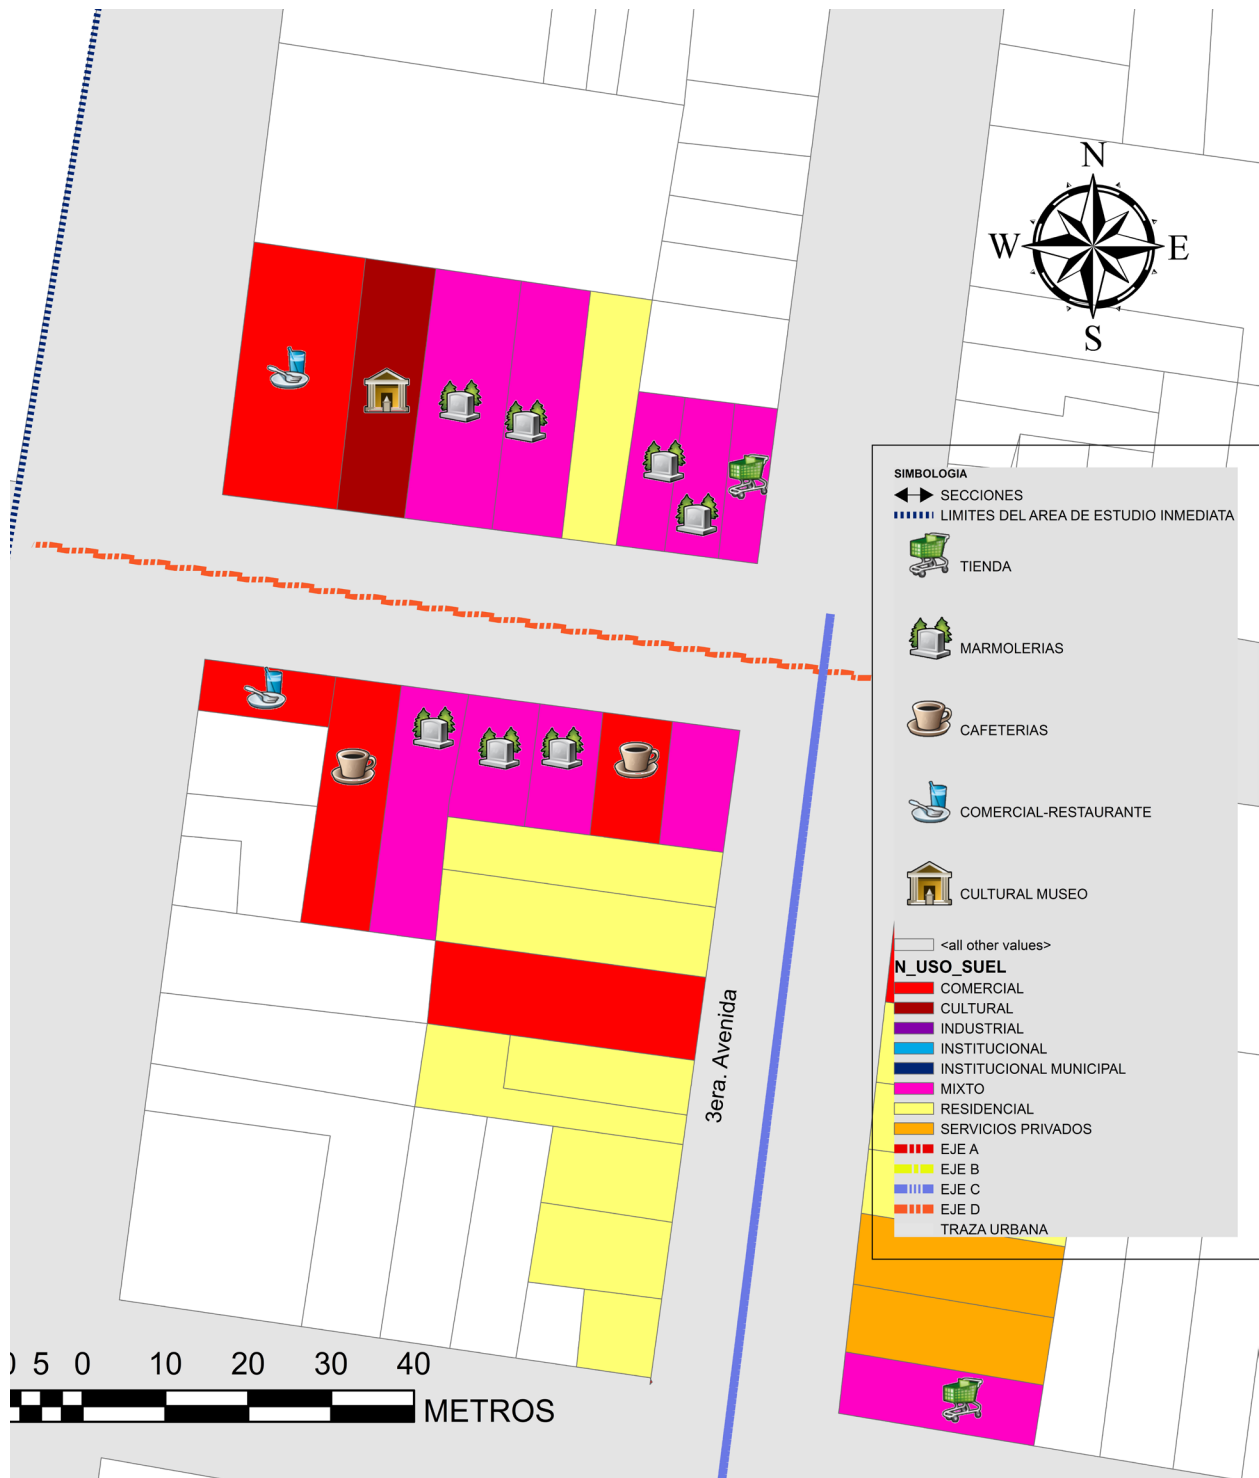 N
W
E
S
SIMBOLOGIA
SECCIONES
LIMITES DEL AREA DE ESTUDIO INMEDIATA
TIENDA
MARMOLERIAS
CAFETERIAS
COMERCIAL-RESTAURANTE
CULTURAL MUSEO
<all other values>
N_USO_SUEL
COMERCIAL
CULTURAL
INDUSTRIAL
INSTITUCIONAL
INSTITUCIONAL MUNICIPAL
MIXTO
RESIDENCIAL
SERVICIOS PRIVADOS
EJE A
EJE B
EJE C
EJE D
TRAZA URBANA
3era. Avenida
5 0 10 20 30 40
METROS